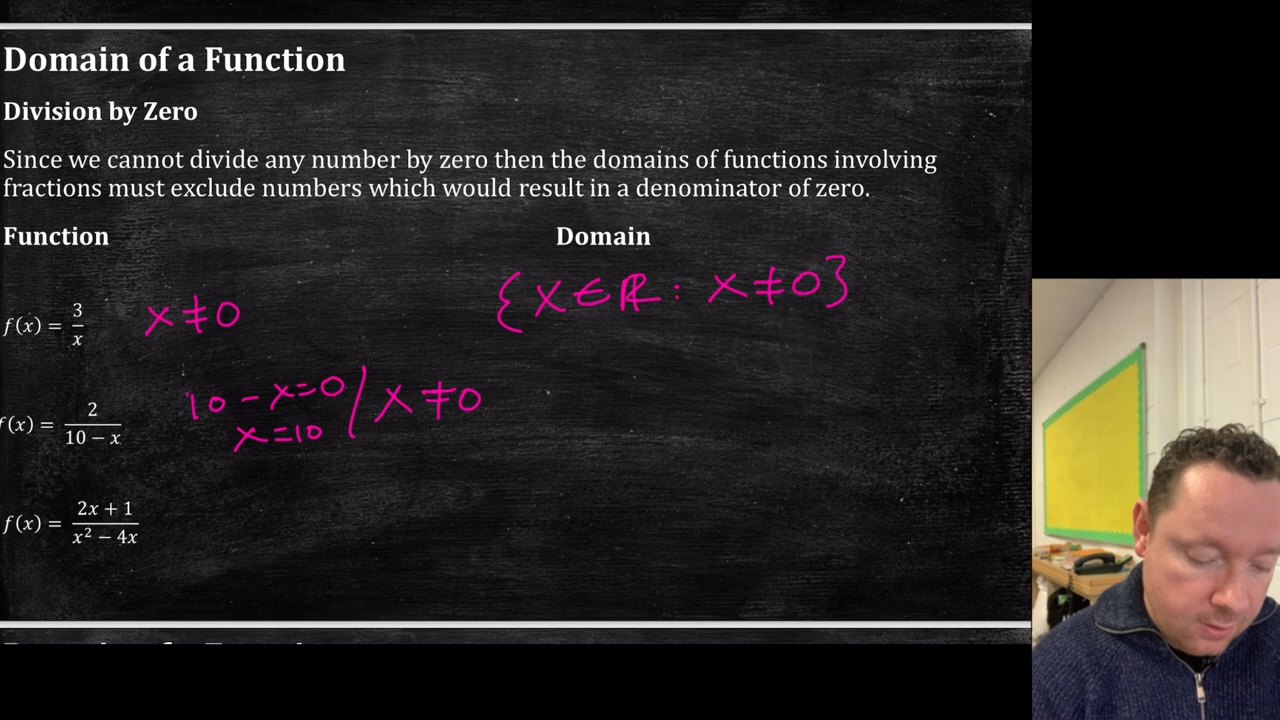 Domain of a Function
Division by Zero
Since we cannot divide any number by zero then the domains of functions involving
fractions must exclude numbers which would result in a denominator of zero.
Function Domain
f(x) = 3/x x ≠ 0 {x ∈ ℝ : x ≠ 0}
f(x) = 2/(10 − x) 10 − x = 0 / x ≠ 0
x = 10
f(x) = (2x + 1)/(x² − 4x)